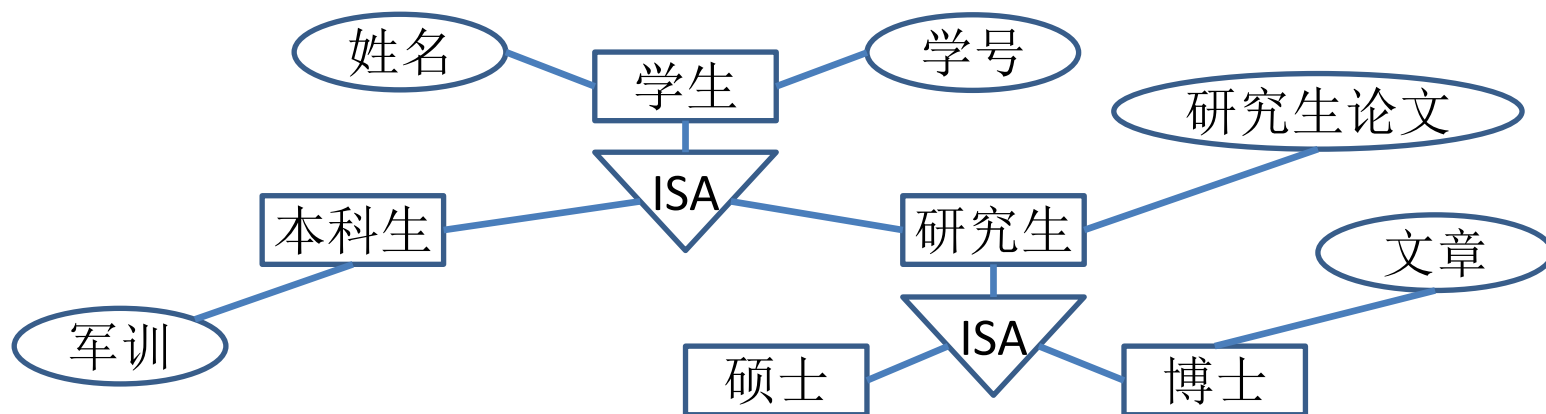 姓名
学生
学号
研究生论文
ISA
本科生
研究生
文章
军训
ISA
硕士
博士